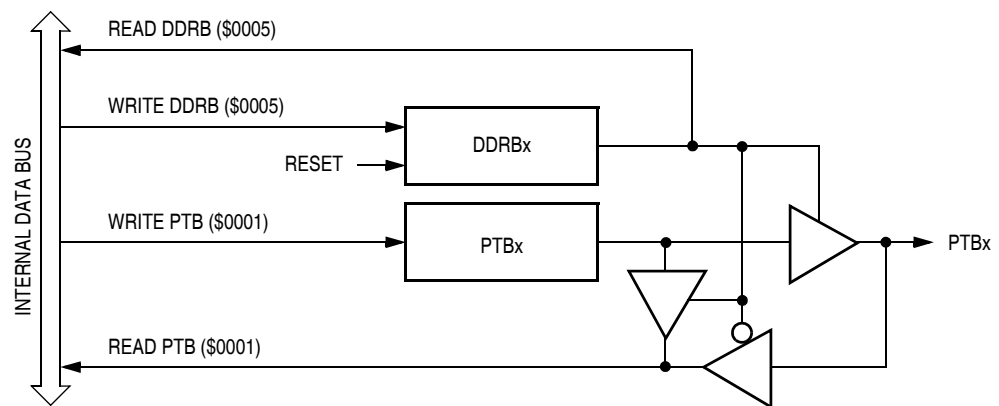 READ DDRB ($0005)
WRITE DDRB ($0005)
DDRBx
RESET
INTERNAL DATA BUS
WRITE PTB ($0001)
PTBx
PTBx
READ PTB ($0001)